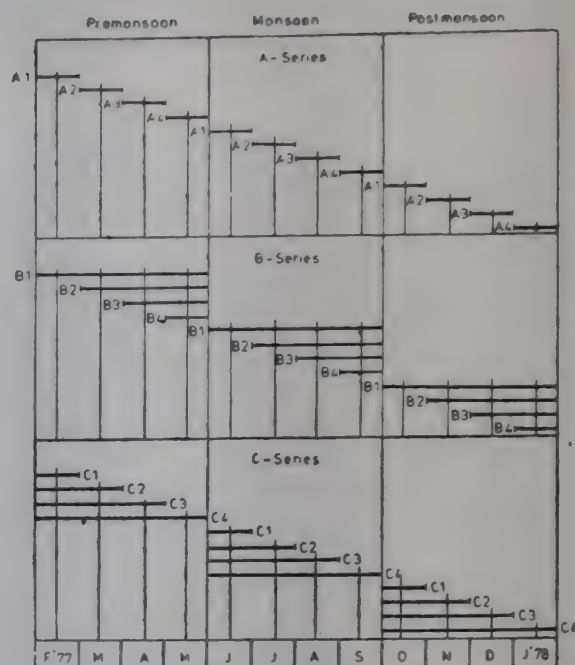 Premonsoon Monsoon Postmonsoon
A-Series
A1
A2
A3
A4
A1
A2
A3
A4
A1
A2
A3
A4
B-Series
B1
B2
B3
B4
B1
B2
B3
B4
B1
B2
B3
B4
C-Series
C1
C2
C3
C4
C1
C2
C3
C4
C1
C2
C3
C4
F'77 M A M J J A S O N D J'78